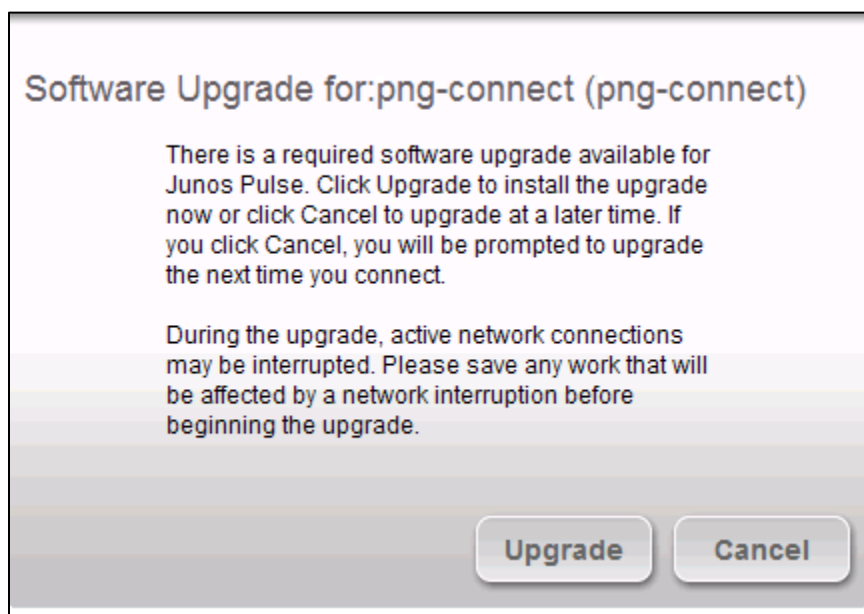 Software Upgrade for:png-connect (png-connect)
There is a required software upgrade available for
Junos Pulse. Click Upgrade to install the upgrade
now or click Cancel to upgrade at a later time. If
you click Cancel, you will be prompted to upgrade
the next time you connect.
During the upgrade, active network connections
may be interrupted. Please save any work that will
be affected by a network interruption before
beginning the upgrade.
Upgrade
Cancel